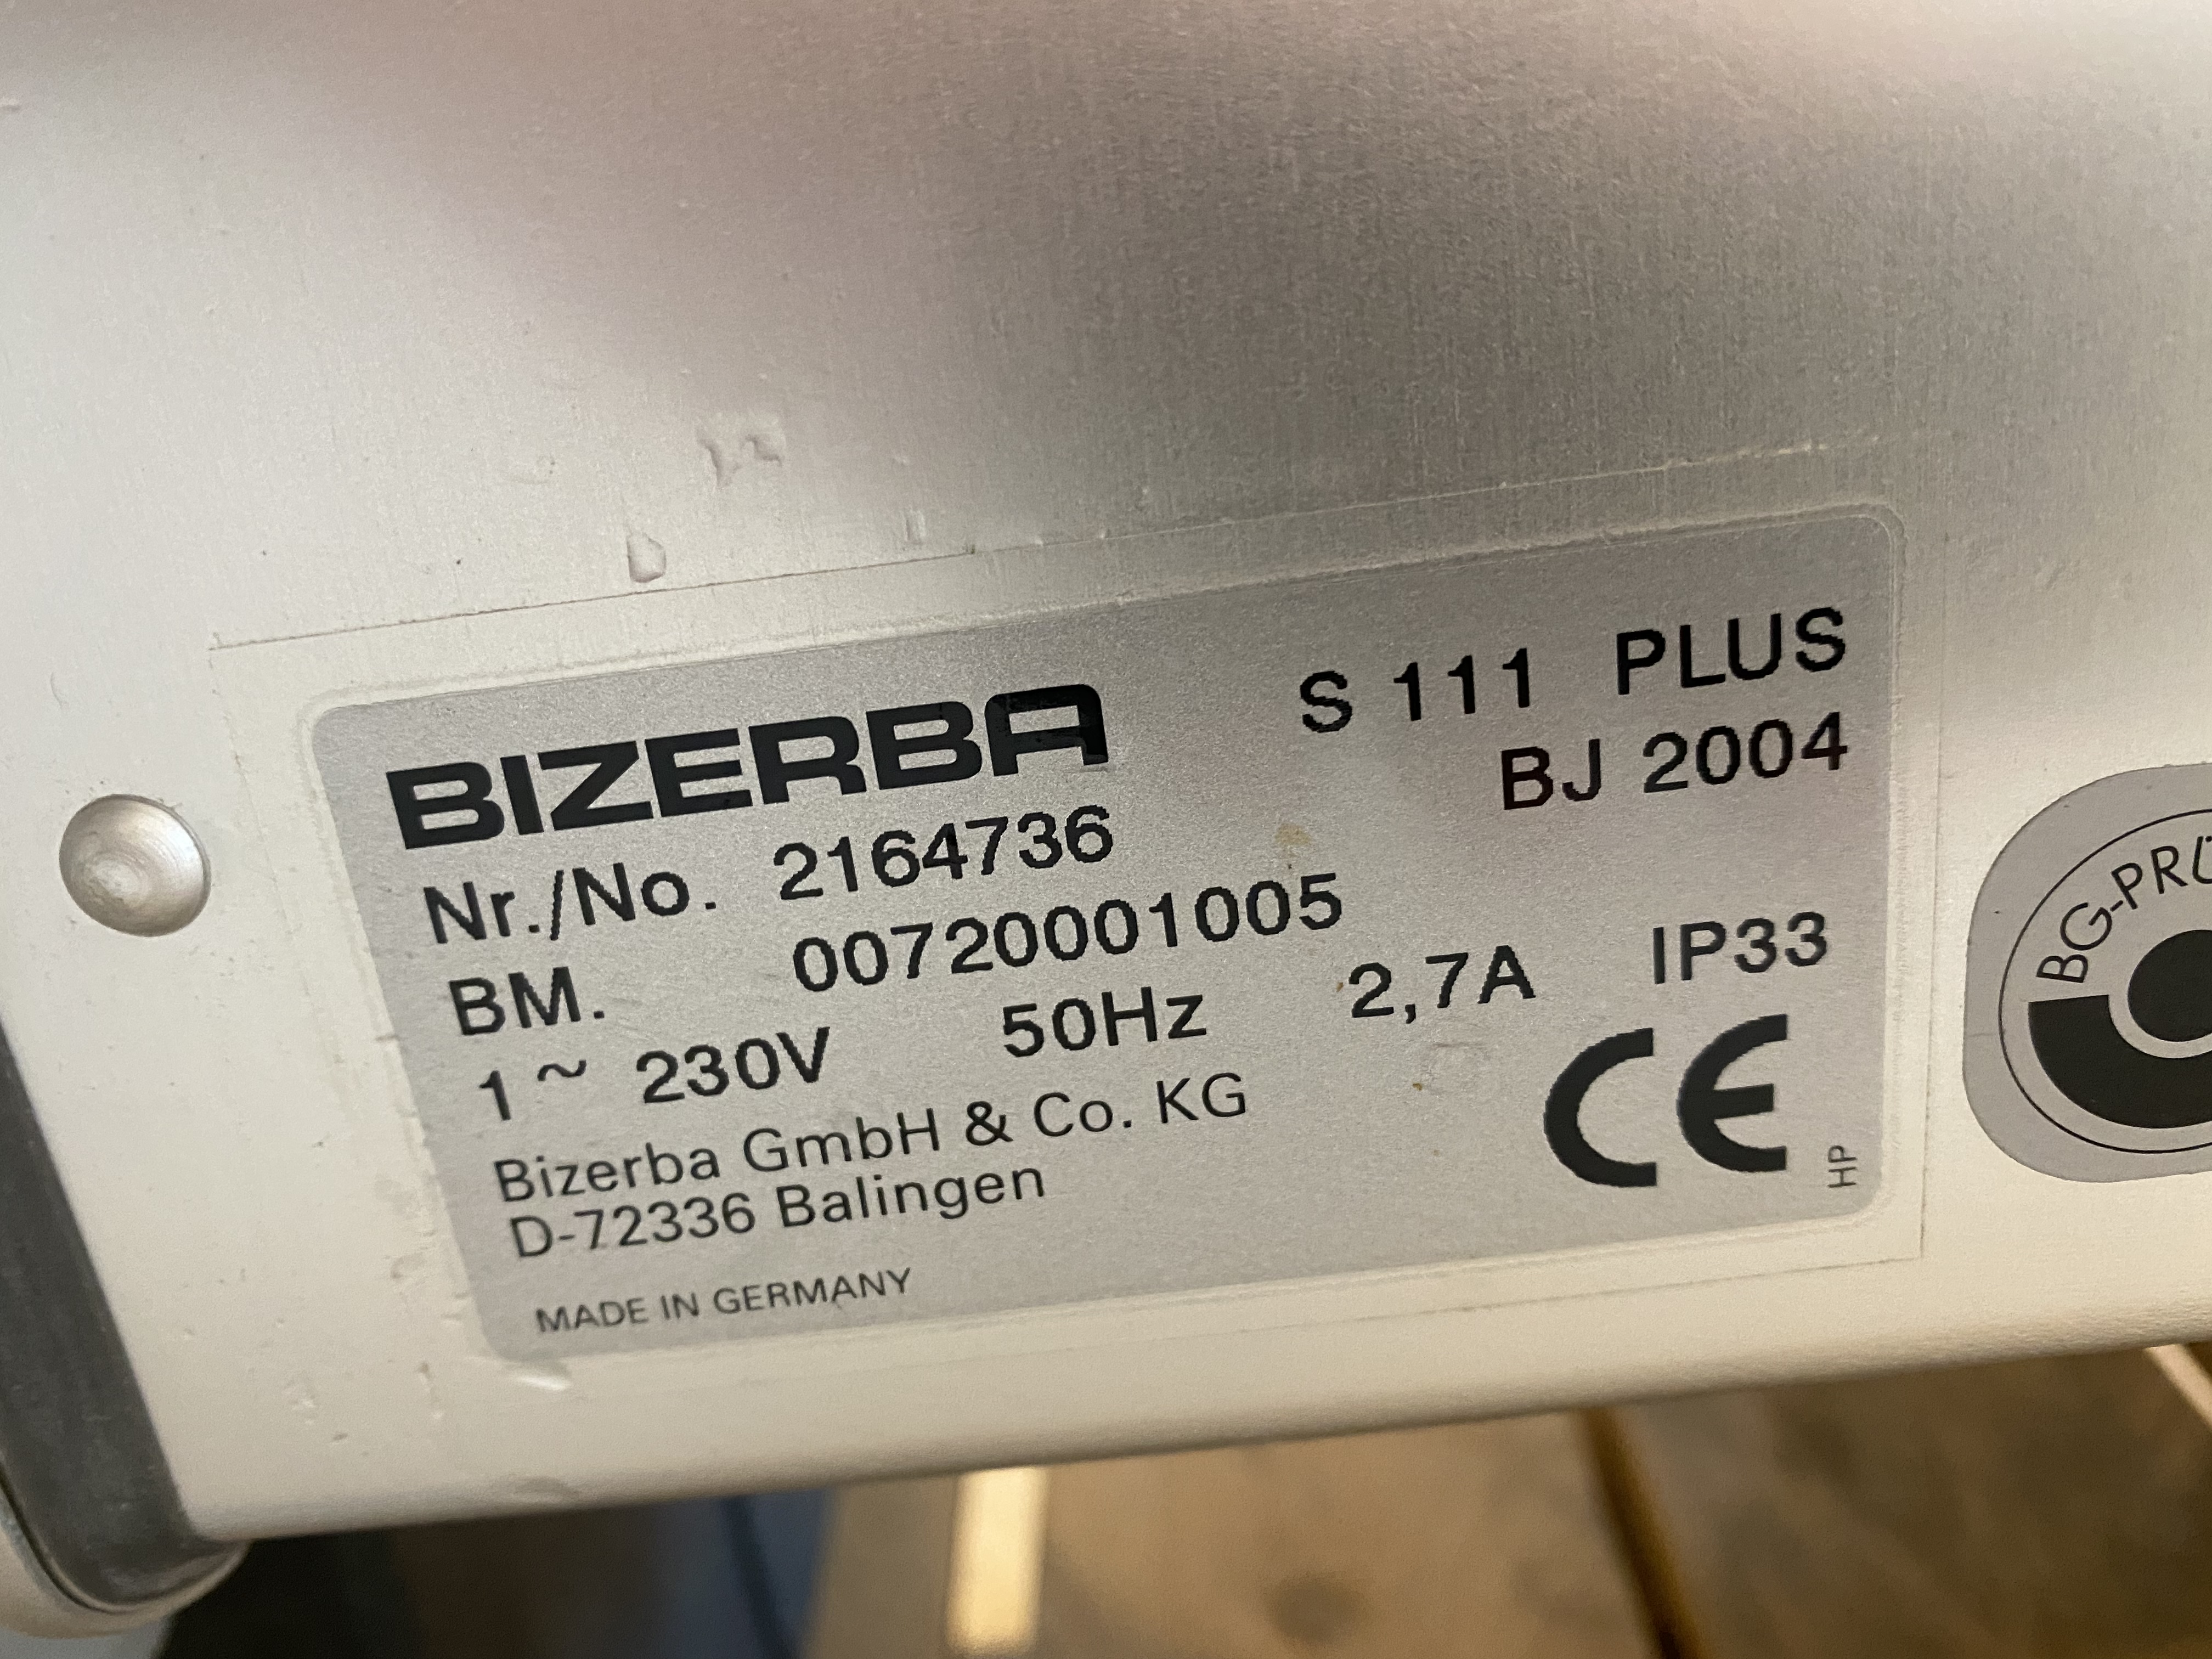 BIZERBA S 111 PLUS
BJ 2004
Nr./No. 2164736
BM. 00720001005
1 ~ 230V 50Hz 2,7A IP33
Bizerba GmbH & Co. KG
D-72336 Balingen
CE
HP
MADE IN GERMANY